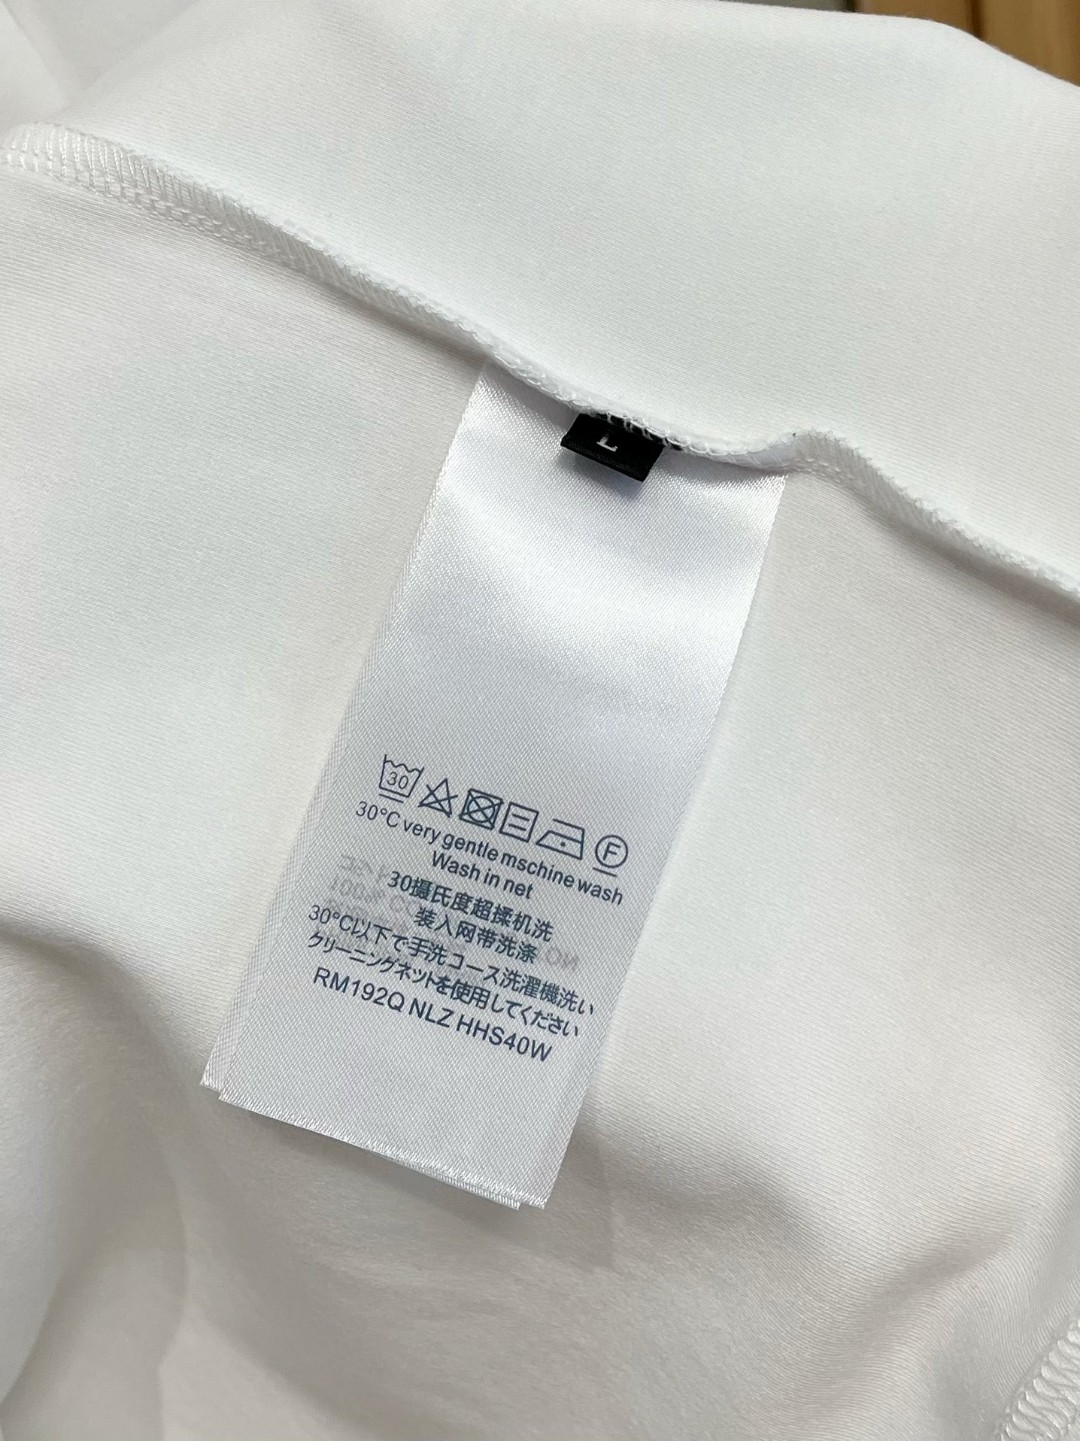 L
30
F
30°C very gentle mschine wash
Wash in net
30摄氏度超揉机洗
装入网带洗涤
30°C以下で手洗コース洗濯機洗い
クリーニングネットを使用してください
RM192Q NLZ HHS40W